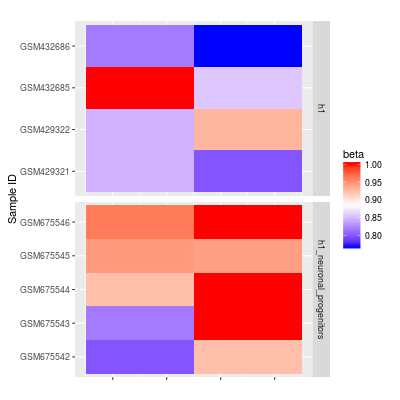 GSM432686
GSM432685
GSM429322
GSM429321
h1
GSM675546
GSM675545
GSM675544
GSM675543
GSM675542
h1_neuronal_progenitors
Sample ID
beta
1.00
0.95
0.90
0.85
0.80